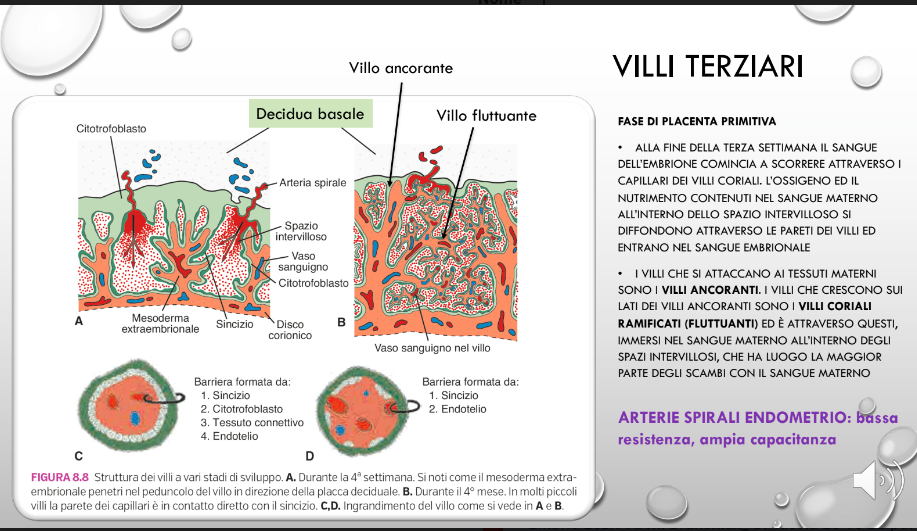 VILLI TERZIARI
Villo ancorante
Decidua basale
Villo fluttuante
Citotrofoblasto
Arteria spirale
Spazio
intervilloso
Vaso
sanguigno
Citotrofoblasto
A
Mesoderma
extraembrionale
Sincizio
Disco
corionico
B
Vaso sanguigno nel villo
Barriera formata da:
1. Sincizio
2. Citotrofoblasto
3. Tessuto connettivo
4. Endotelio
C
Barriera formata da:
1. Sincizio
2. Endotelio
D
FIGURA 8.8 Struttura dei villi a vari stadi di sviluppo. A. Durante la 4ª settimana. Si noti come il mesoderma extra-
embrionale penetri nel peduncolo del villo in direzione della placca deciduale. B. Durante il 4º mese. In molti piccoli
villi la parete dei capillari è in contatto diretto con il sincizio. C,D. Ingrandimento del villo come si vede in A e B.
FASE DI PLACENTA PRIMITIVA
• ALLA FINE DELLA TERZA SETTIMANA IL SANGUE
DELL'EMBRIONE COMINCIA A SCORRERE ATTRAVERSO I
CAPILLARI DEI VILLI CORIALI. L'OSSIGENO ED IL
NUTRIMENTO CONTENUTI NEL SANGUE MATERNO
ALL'INTERNO DELLO SPAZIO INTERVILLOSO SI
DIFFONDONO ATTRAVERSO LE PARETI DEI VILLI ED
ENTRANO NEL SANGUE EMBRIONALE
• I VILLI CHE SI ATTACCANO AI TESSUTI MATERNI
SONO I VILLI ANCORANTI. I VILLI CHE CRESCONO SUI
LATI DEI VILLI ANCORANTI SONO I VILLI CORIALI
RAMIFICATI (FLUTTUANTI) ED È ATTRAVERSO QUESTI,
IMMERSI NEL SANGUE MATERNO ALL'INTERNO DEGLI
SPAZI INTERVILLOSI, CHE HA LUOGO LA MAGGIOR
PARTE DEGLI SCAMBI CON IL SANGUE MATERNO
ARTERIE SPIRALI ENDOMETRIO: bassa
resistenza, ampia capacitanza